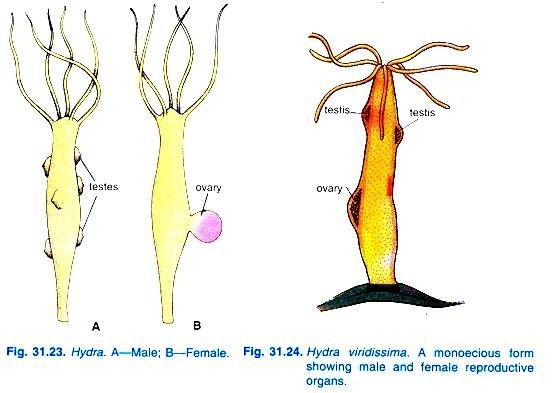 testes
ovary
A
B
Fig. 31.23. Hydra. A—Male; B—Female.
testis
testis
ovary
Fig. 31.24. Hydra viridissima. A monoecious form
showing male and female reproductive
organs.